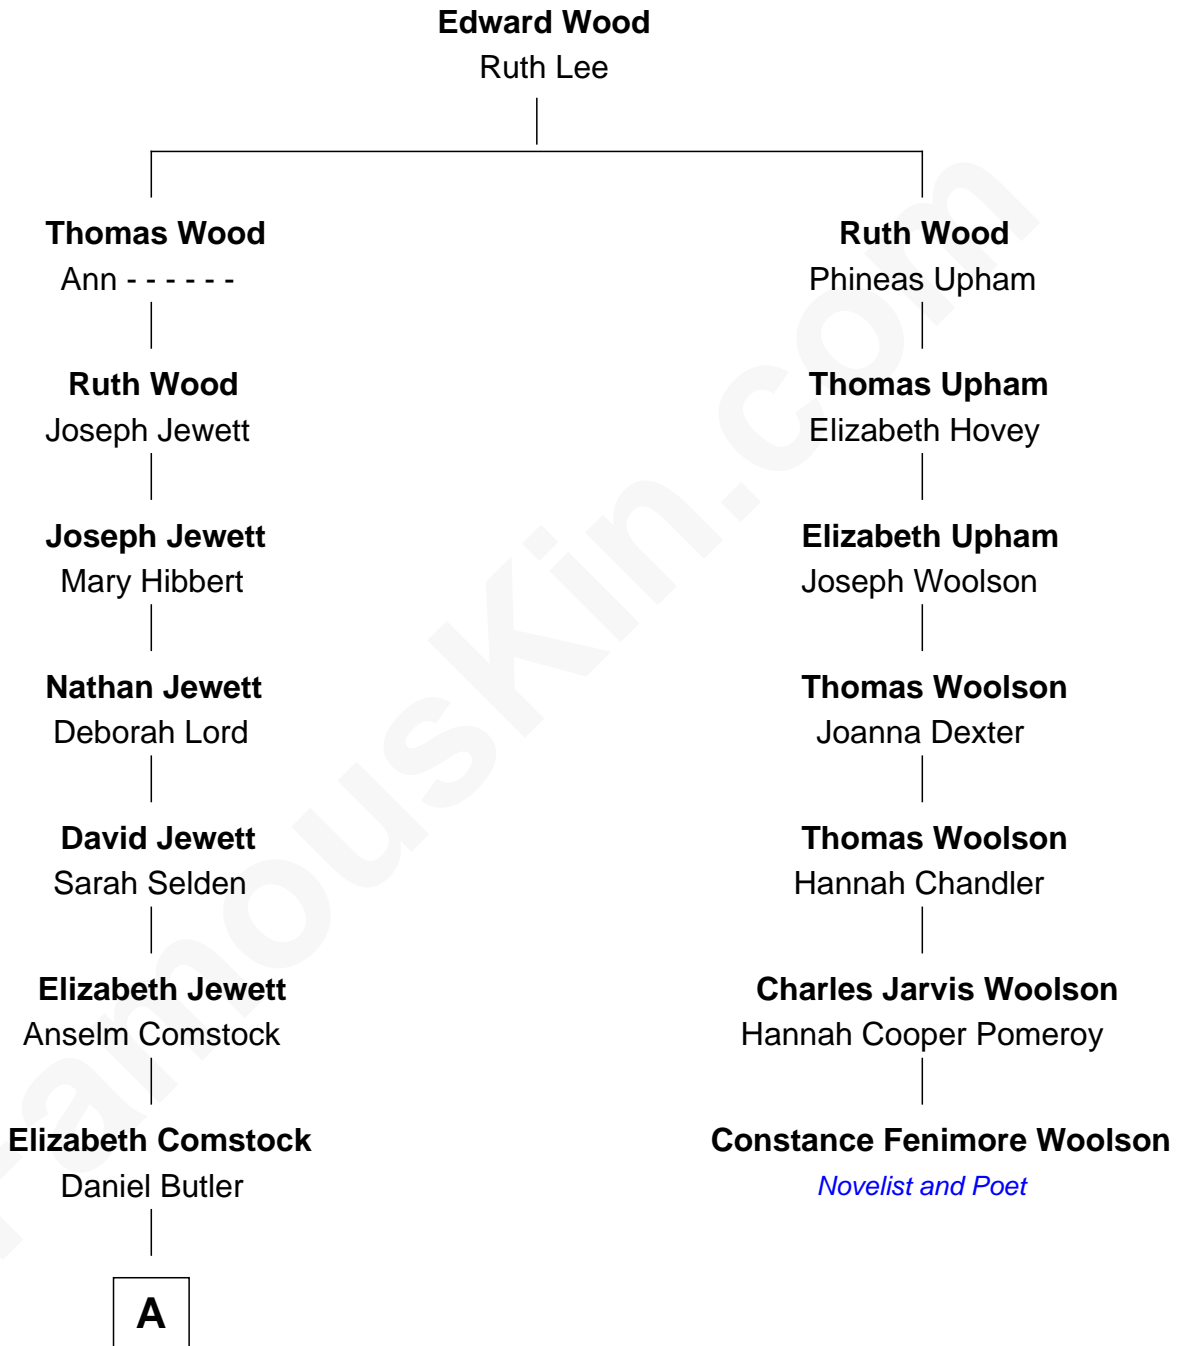 Edward Wood
Ruth Lee
Thomas Wood
Ann - - - - - -
Ruth Wood
Phineas Upham
Ruth Wood
Joseph Jewett
Thomas Upham
Elizabeth Hovey
Joseph Jewett
Mary Hibbert
Elizabeth Upham
Joseph Woolson
Nathan Jewett
Deborah Lord
Thomas Woolson
Joanna Dexter
David Jewett
Sarah Selden
Thomas Woolson
Hannah Chandler
Elizabeth Jewett
Anselm Comstock
Charles Jarvis Woolson
Hannah Cooper Pomeroy
Elizabeth Comstock
Daniel Butler
Constance Fenimore Woolson
Novelist and Poet
A
FamousKin.com